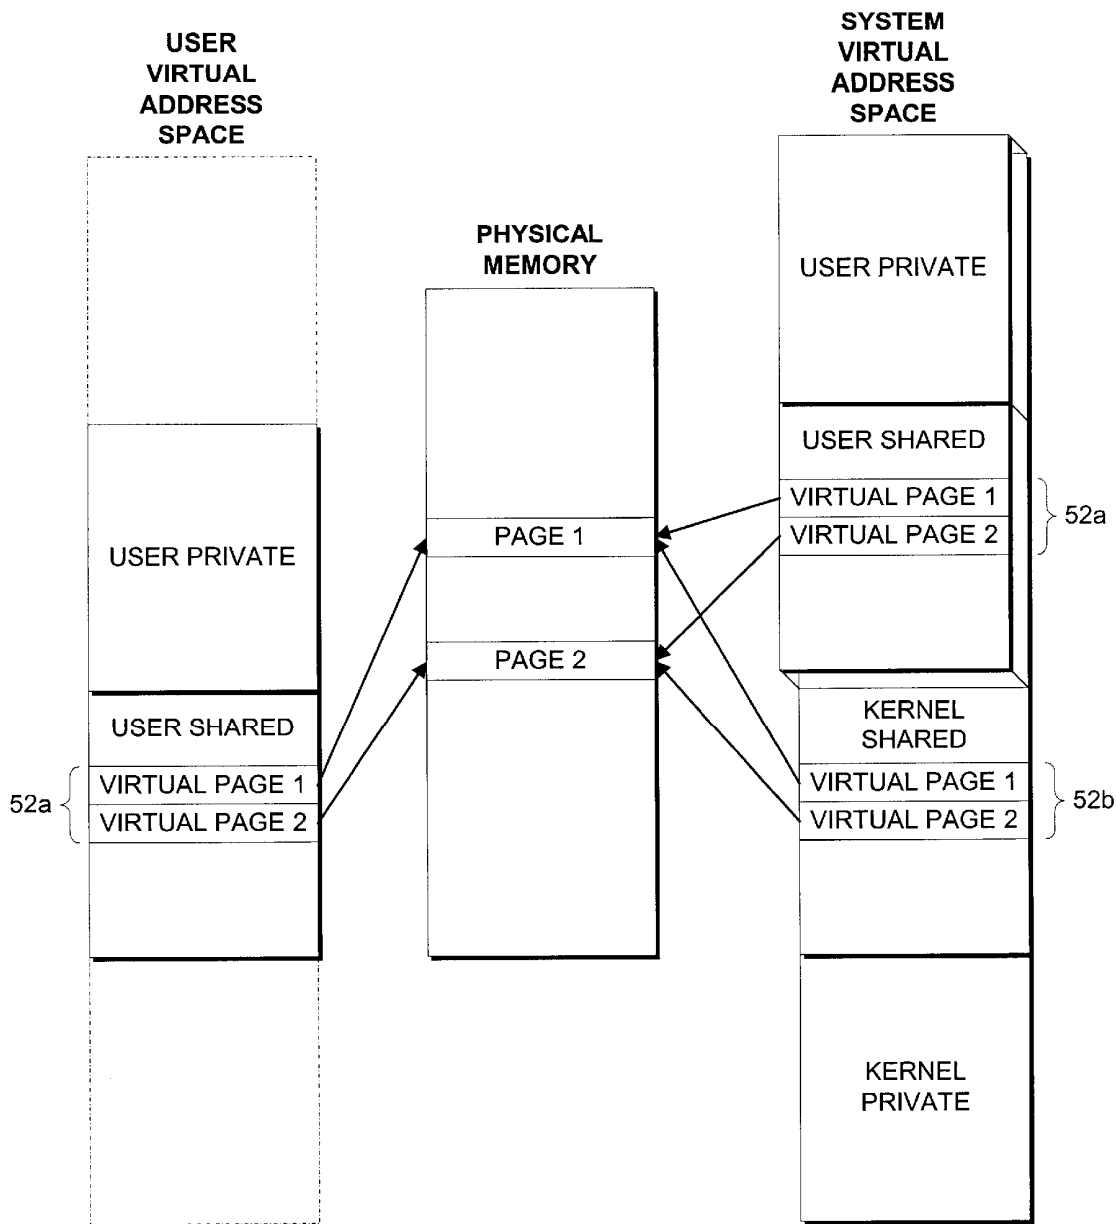 USER
VIRTUAL
ADDRESS
SPACE
USER PRIVATE
USER SHARED
VIRTUAL PAGE 1
VIRTUAL PAGE 2
52a
PHYSICAL
MEMORY
PAGE 1
PAGE 2
SYSTEM
VIRTUAL
ADDRESS
SPACE
USER PRIVATE
USER SHARED
VIRTUAL PAGE 1
VIRTUAL PAGE 2
52a
KERNEL
SHARED
VIRTUAL PAGE 1
VIRTUAL PAGE 2
52b
KERNEL
PRIVATE